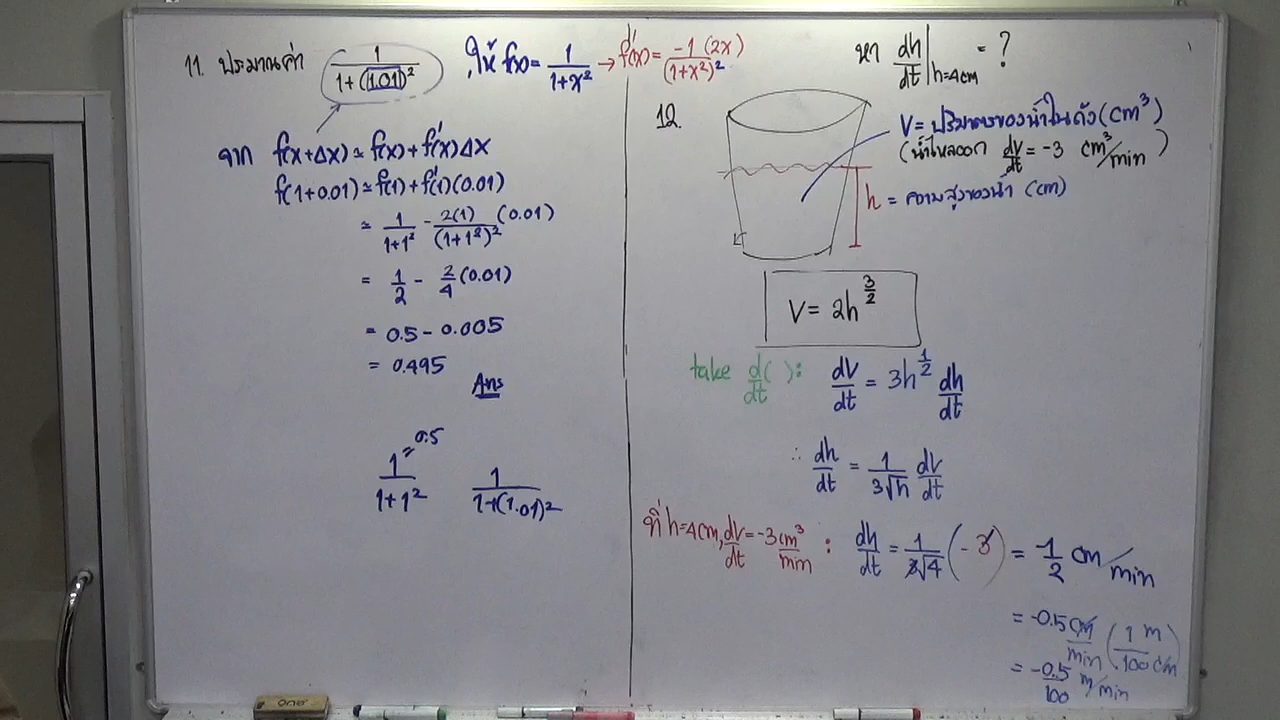 11. ประมาณค่า 1/(1+(1.01)²) , ให้ f(x) = 1/(1+x²) → f'(x) = -1(2x)/(1+x²)²
จาก f(x+Δx) ≃ f(x) + f'(x)Δx
f(1+0.01) ≃ f(1) + f'(1)(0.01)
≃ 1/(1+1²) - 2(1)/(1+1²)² (0.01)
= 1/2 - 2/4 (0.01)
= 0.5 - 0.005
= 0.495
Ans
1/(1+1²) = 0.5
1/(1+(1.01)²)
หา dh/dt |h=4cm = ?
12.
V = ปริมาตรของน้ำในถัง (cm³)
(น้ำไหลออก dv/dt = -3 cm³/min)
h = ความสูงของน้ำ (cm)
V = 2h^(3/2)
take d( )/dt : dV/dt = 3h^(1/2) dh/dt
∴ dh/dt = 1/(3√h) dV/dt
ที่ h=4cm, dv/dt = -3 cm³/min : dh/dt = 1/(3√4) (-3) = -1/2 cm/min
= -0.5 cm/min (1 m/100 cm)
= -0.5/100 m/min